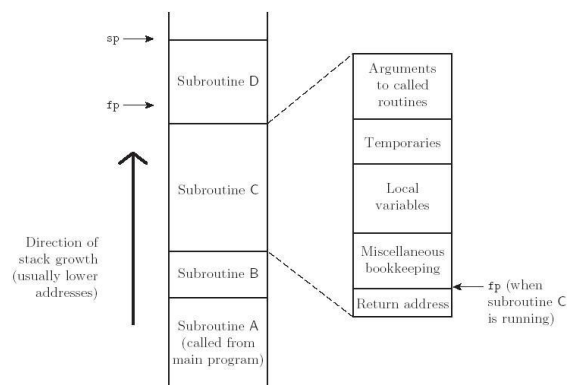 sp
Subroutine D
fp
Subroutine C
Direction of
stack growth
(usually lower
addresses)
Subroutine B
Subroutine A
(called from
main program)
Arguments
to called
routines
Temporaries
Local
variables
Miscellaneous
bookkeeping
Return address
fp (when
subroutine C
is running)